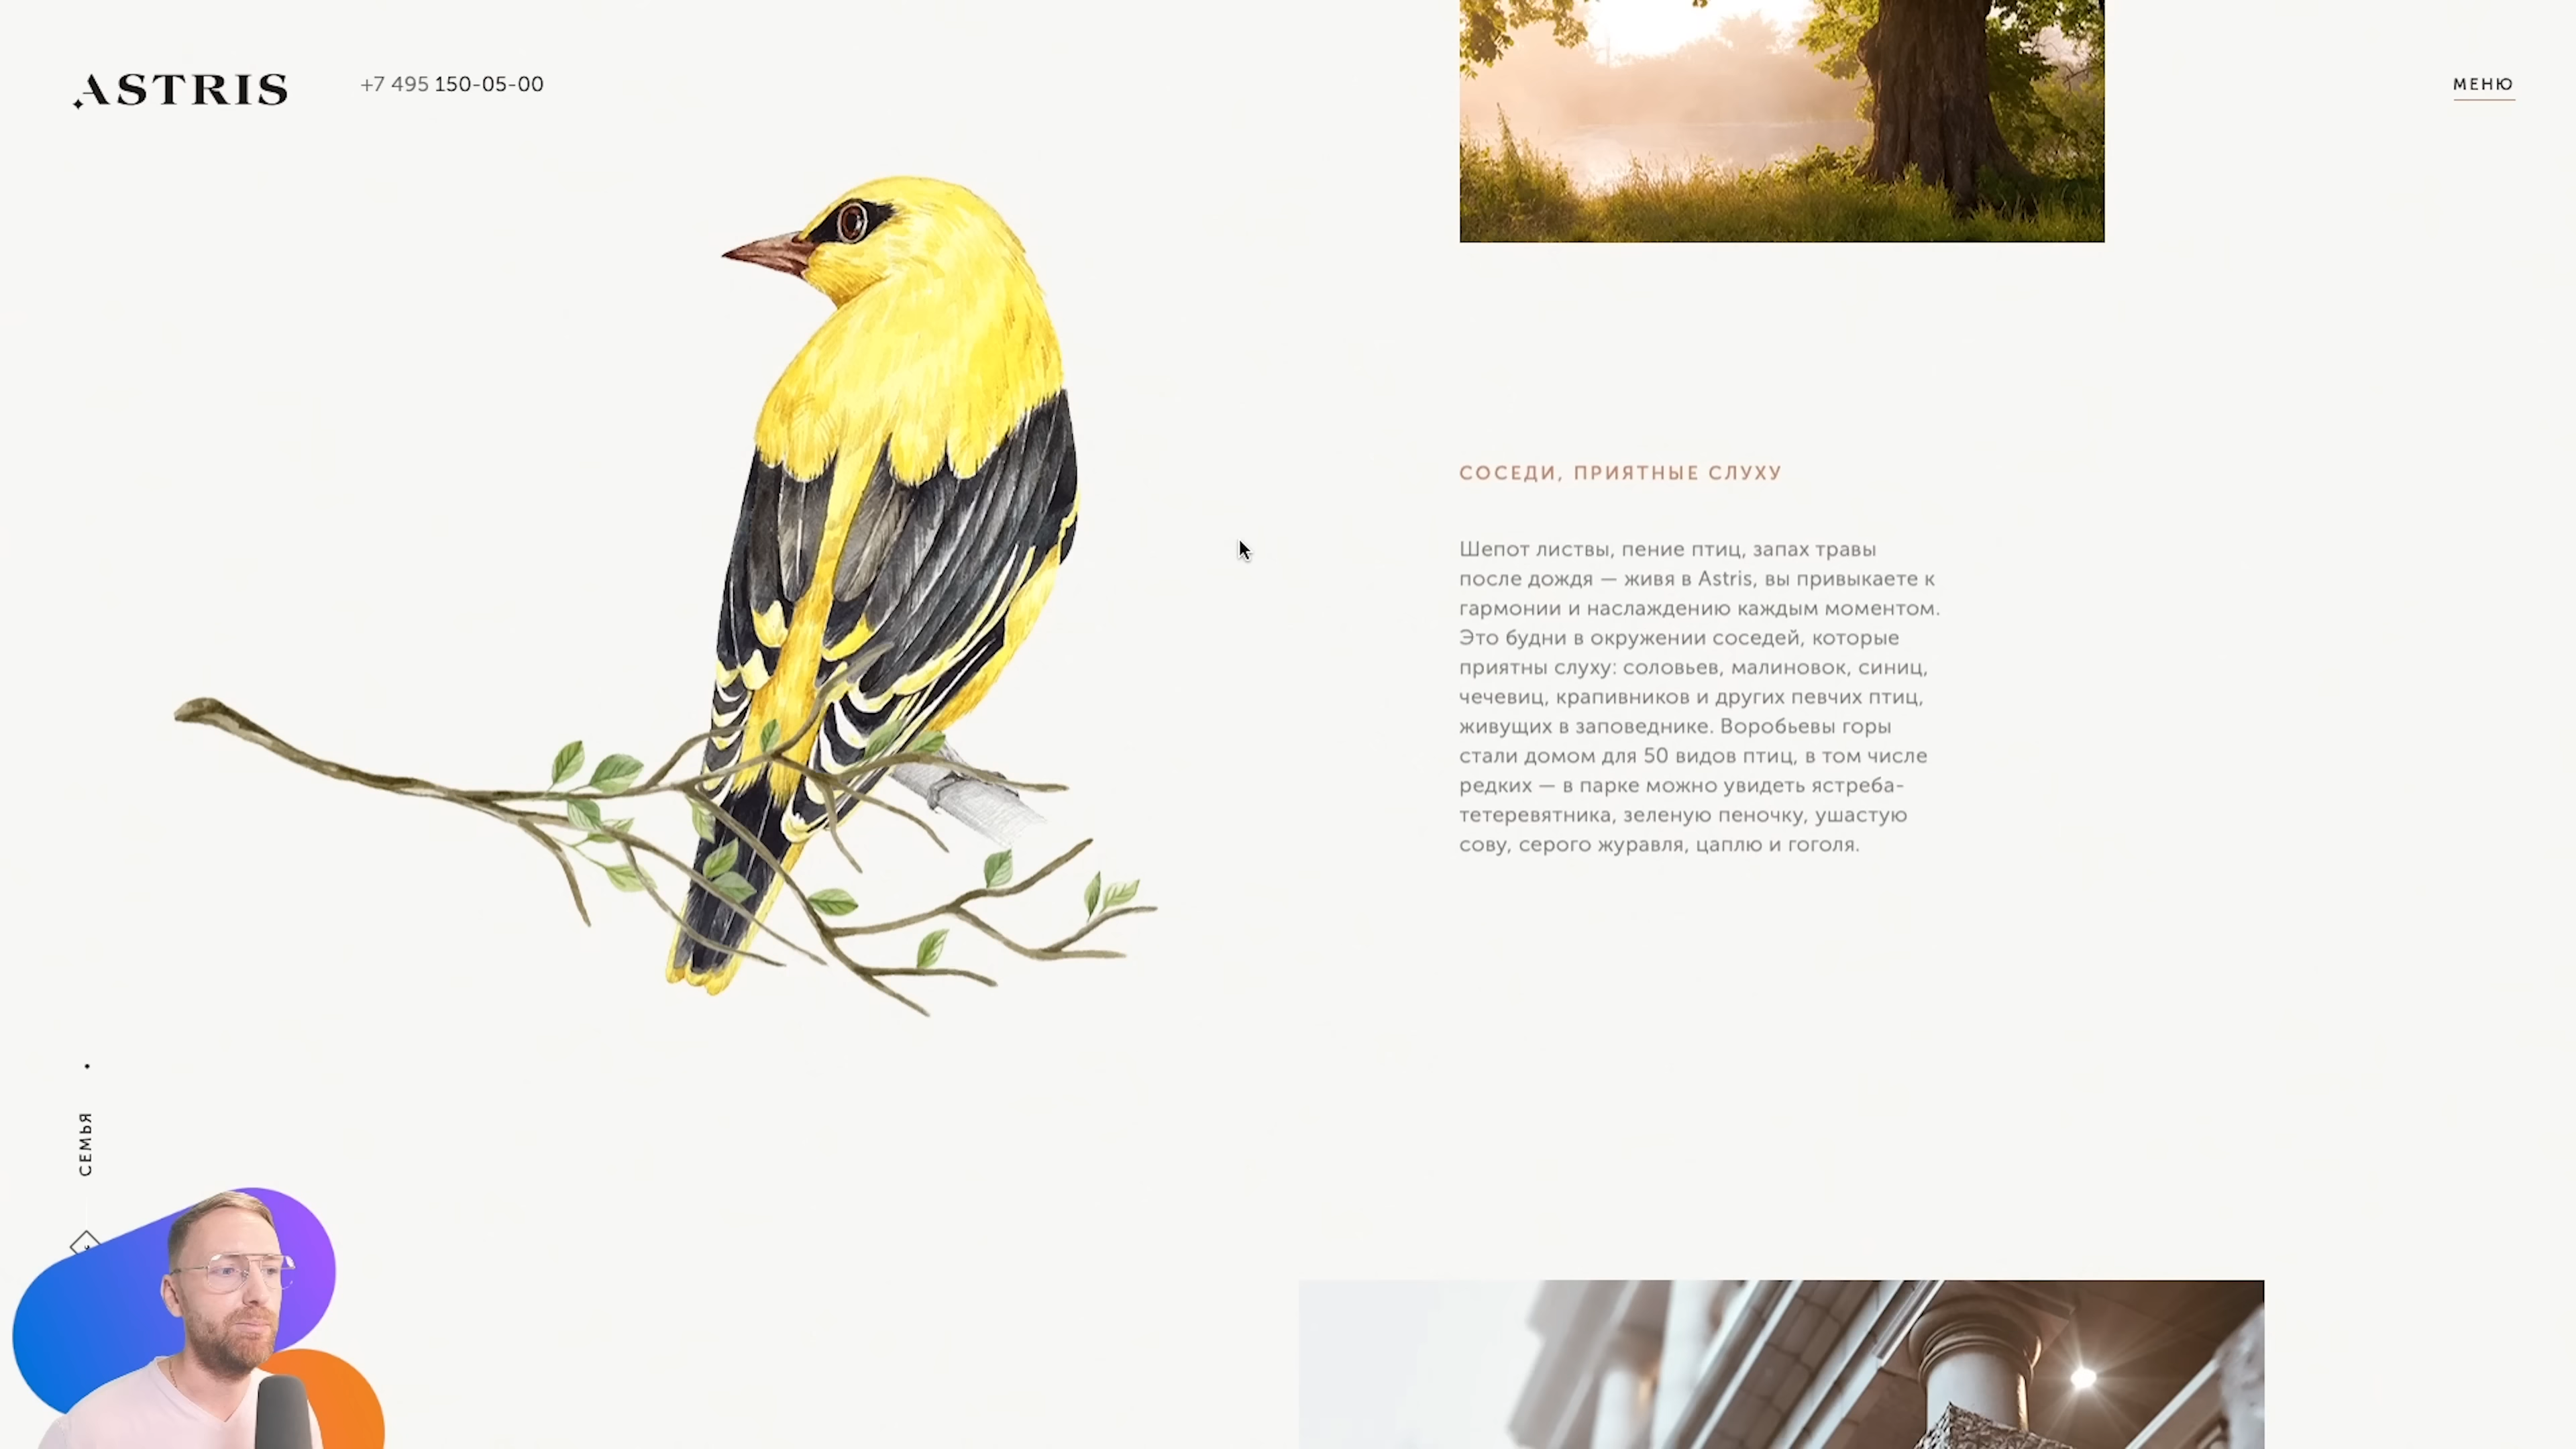 ASTRIS
+7 495 150-05-00
МЕНЮ
СОСЕДИ, ПРИЯТНЫЕ СЛУХУ
Шепот листвы, пение птиц, запах травы
после дождя — живя в Astris, вы привыкаете к
гармонии и наслаждению каждым моментом.
Это будни в окружении соседей, которые
приятны слуху: соловьев, малиновок, синиц,
чечевиц, крапивников и других певчих птиц,
живущих в заповеднике. Воробьевы горы
стали домом для 50 видов птиц, в том числе
редких — в парке можно увидеть ястреба-
тетеревятника, зеленую пеночку, ушастую
сову, серого журавля, цаплю и гоголя.
СЕМЬЯ